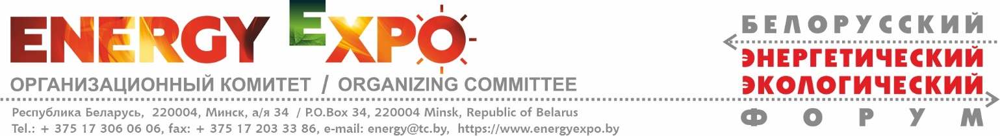 ENERGY EXPO
ОРГАНИЗАЦИОННЫЙ КОМИТЕТ / ORGANIZING COMMITTEE
Республика Беларусь, 220004, Минск, а/я 34 / P.O.Box 34, 220004 Minsk, Republic of Belarus
Tel.: + 375 17 306 06 06, fax: + 375 17 203 33 86, e-mail: energy@tc.by, https://www.energyexpo.by
БЕЛОРУССКИЙ
ЭНЕРГЕТИЧЕСКИЙ
ЭКОЛОГИЧЕСКИЙ
ФОРУМ